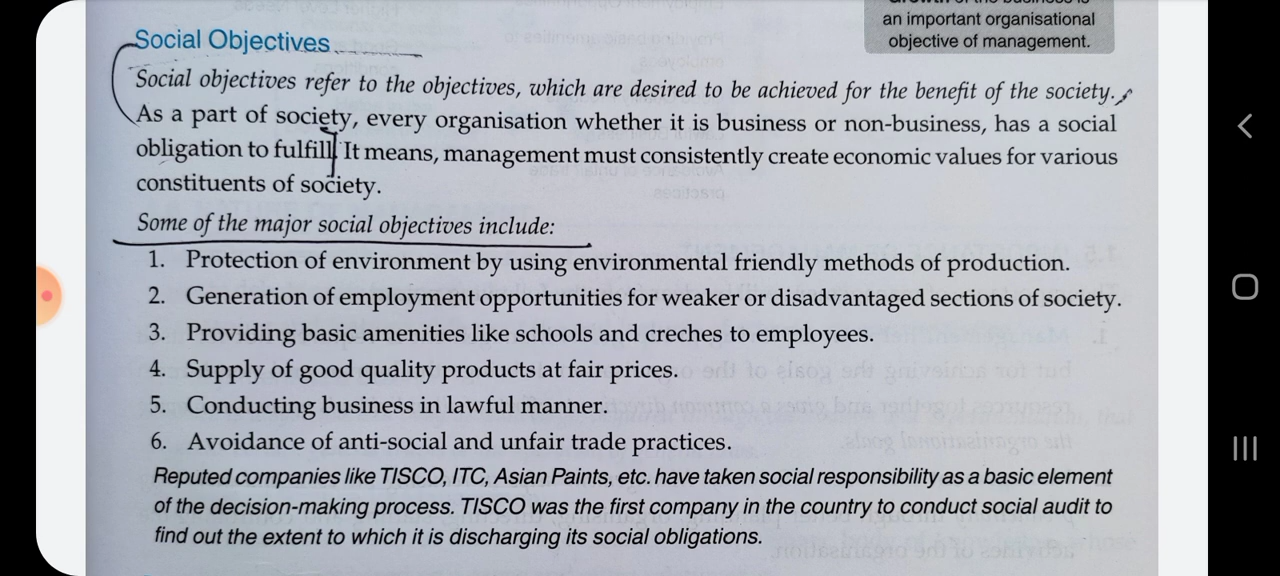 Growth of the business is
an important organisational
objective of management.
Social Objectives
Social objectives refer to the objectives, which are desired to be achieved for the benefit of the society.
As a part of society, every organisation whether it is business or non-business, has a social
obligation to fulfill. It means, management must consistently create economic values for various
constituents of society.
Some of the major social objectives include:
1. Protection of environment by using environmental friendly methods of production.
2. Generation of employment opportunities for weaker or disadvantaged sections of society.
3. Providing basic amenities like schools and creches to employees.
4. Supply of good quality products at fair prices.
5. Conducting business in lawful manner.
6. Avoidance of anti-social and unfair trade practices.
Reputed companies like TISCO, ITC, Asian Paints, etc. have taken social responsibility as a basic element
of the decision-making process. TISCO was the first company in the country to conduct social audit to
find out the extent to which it is discharging its social obligations.